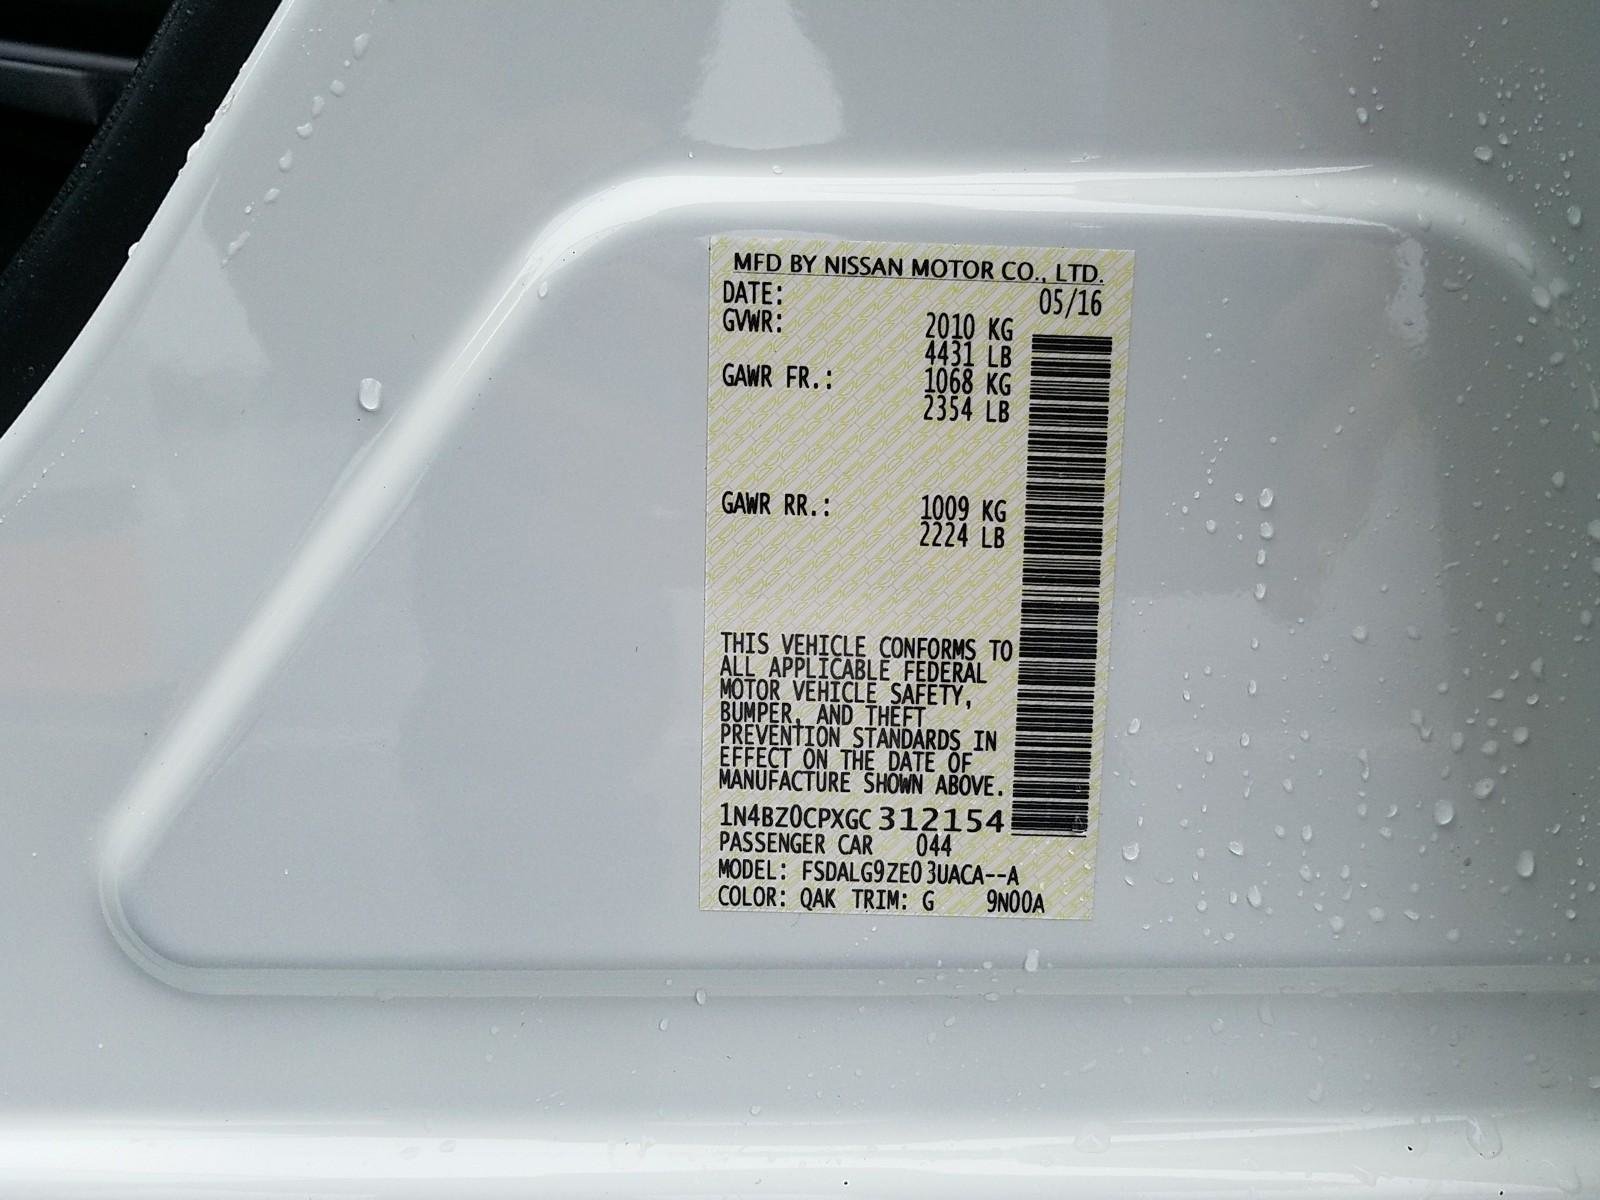 MFD BY NISSAN MOTOR CO., LTD.
DATE: 05/16
GVWR: 2010 KG
4431 LB
GAWR FR.: 1068 KG
2354 LB
GAWR RR.: 1009 KG
2224 LB
THIS VEHICLE CONFORMS TO
ALL APPLICABLE FEDERAL
MOTOR VEHICLE SAFETY,
BUMPER, AND THEFT
PREVENTION STANDARDS IN
EFFECT ON THE DATE OF
MANUFACTURE SHOWN ABOVE.
1N4BZ0CPXGC 312154
PASSENGER CAR 044
MODEL: FSDALG9ZE03UACA--A
COLOR: QAK TRIM: G 9N00A